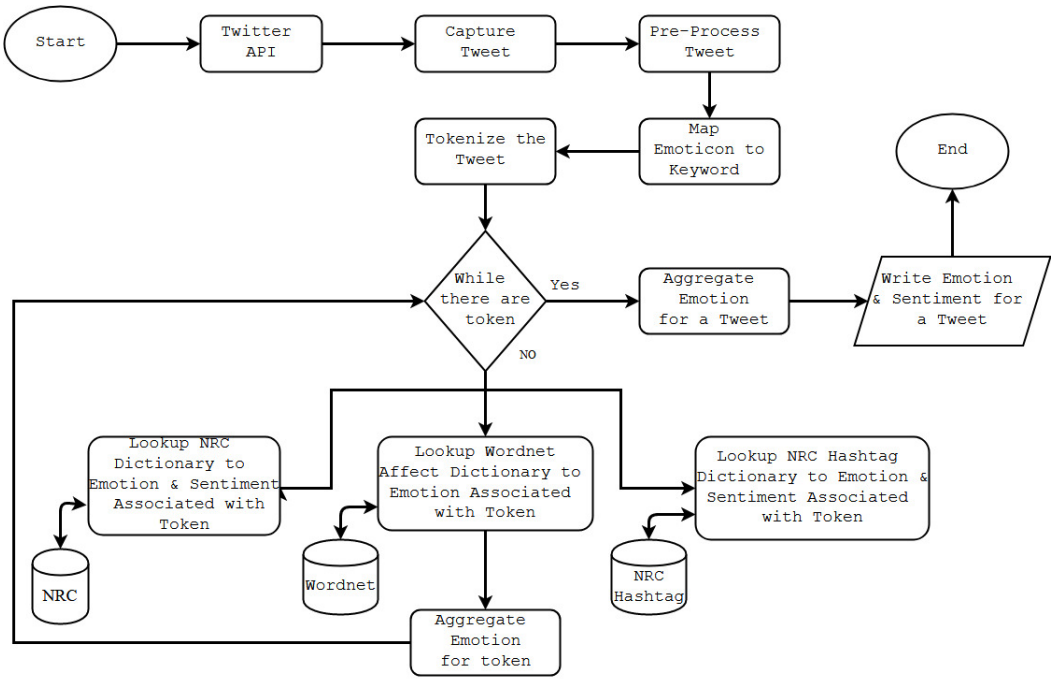 Start
Twitter
API
Capture
Tweet
Pre-Process
Tweet
Map
Emoticon to
Keyword
Tokenize the
Tweet
End
While
there are
token
Yes
NO
Aggregate
Emotion
for a Tweet
Write Emotion
& Sentiment for
a Tweet
Lookup NRC
Dictionary to
Emotion & Sentiment
Associated with
Token
Lookup Wordnet
Affect Dictionary to
Emotion Associated
with Token
Lookup NRC Hashtag
Dictionary to Emotion &
Sentiment Associated
with Token
NRC
Wordnet
NRC
Hashtag
Aggregate
Emotion
for token